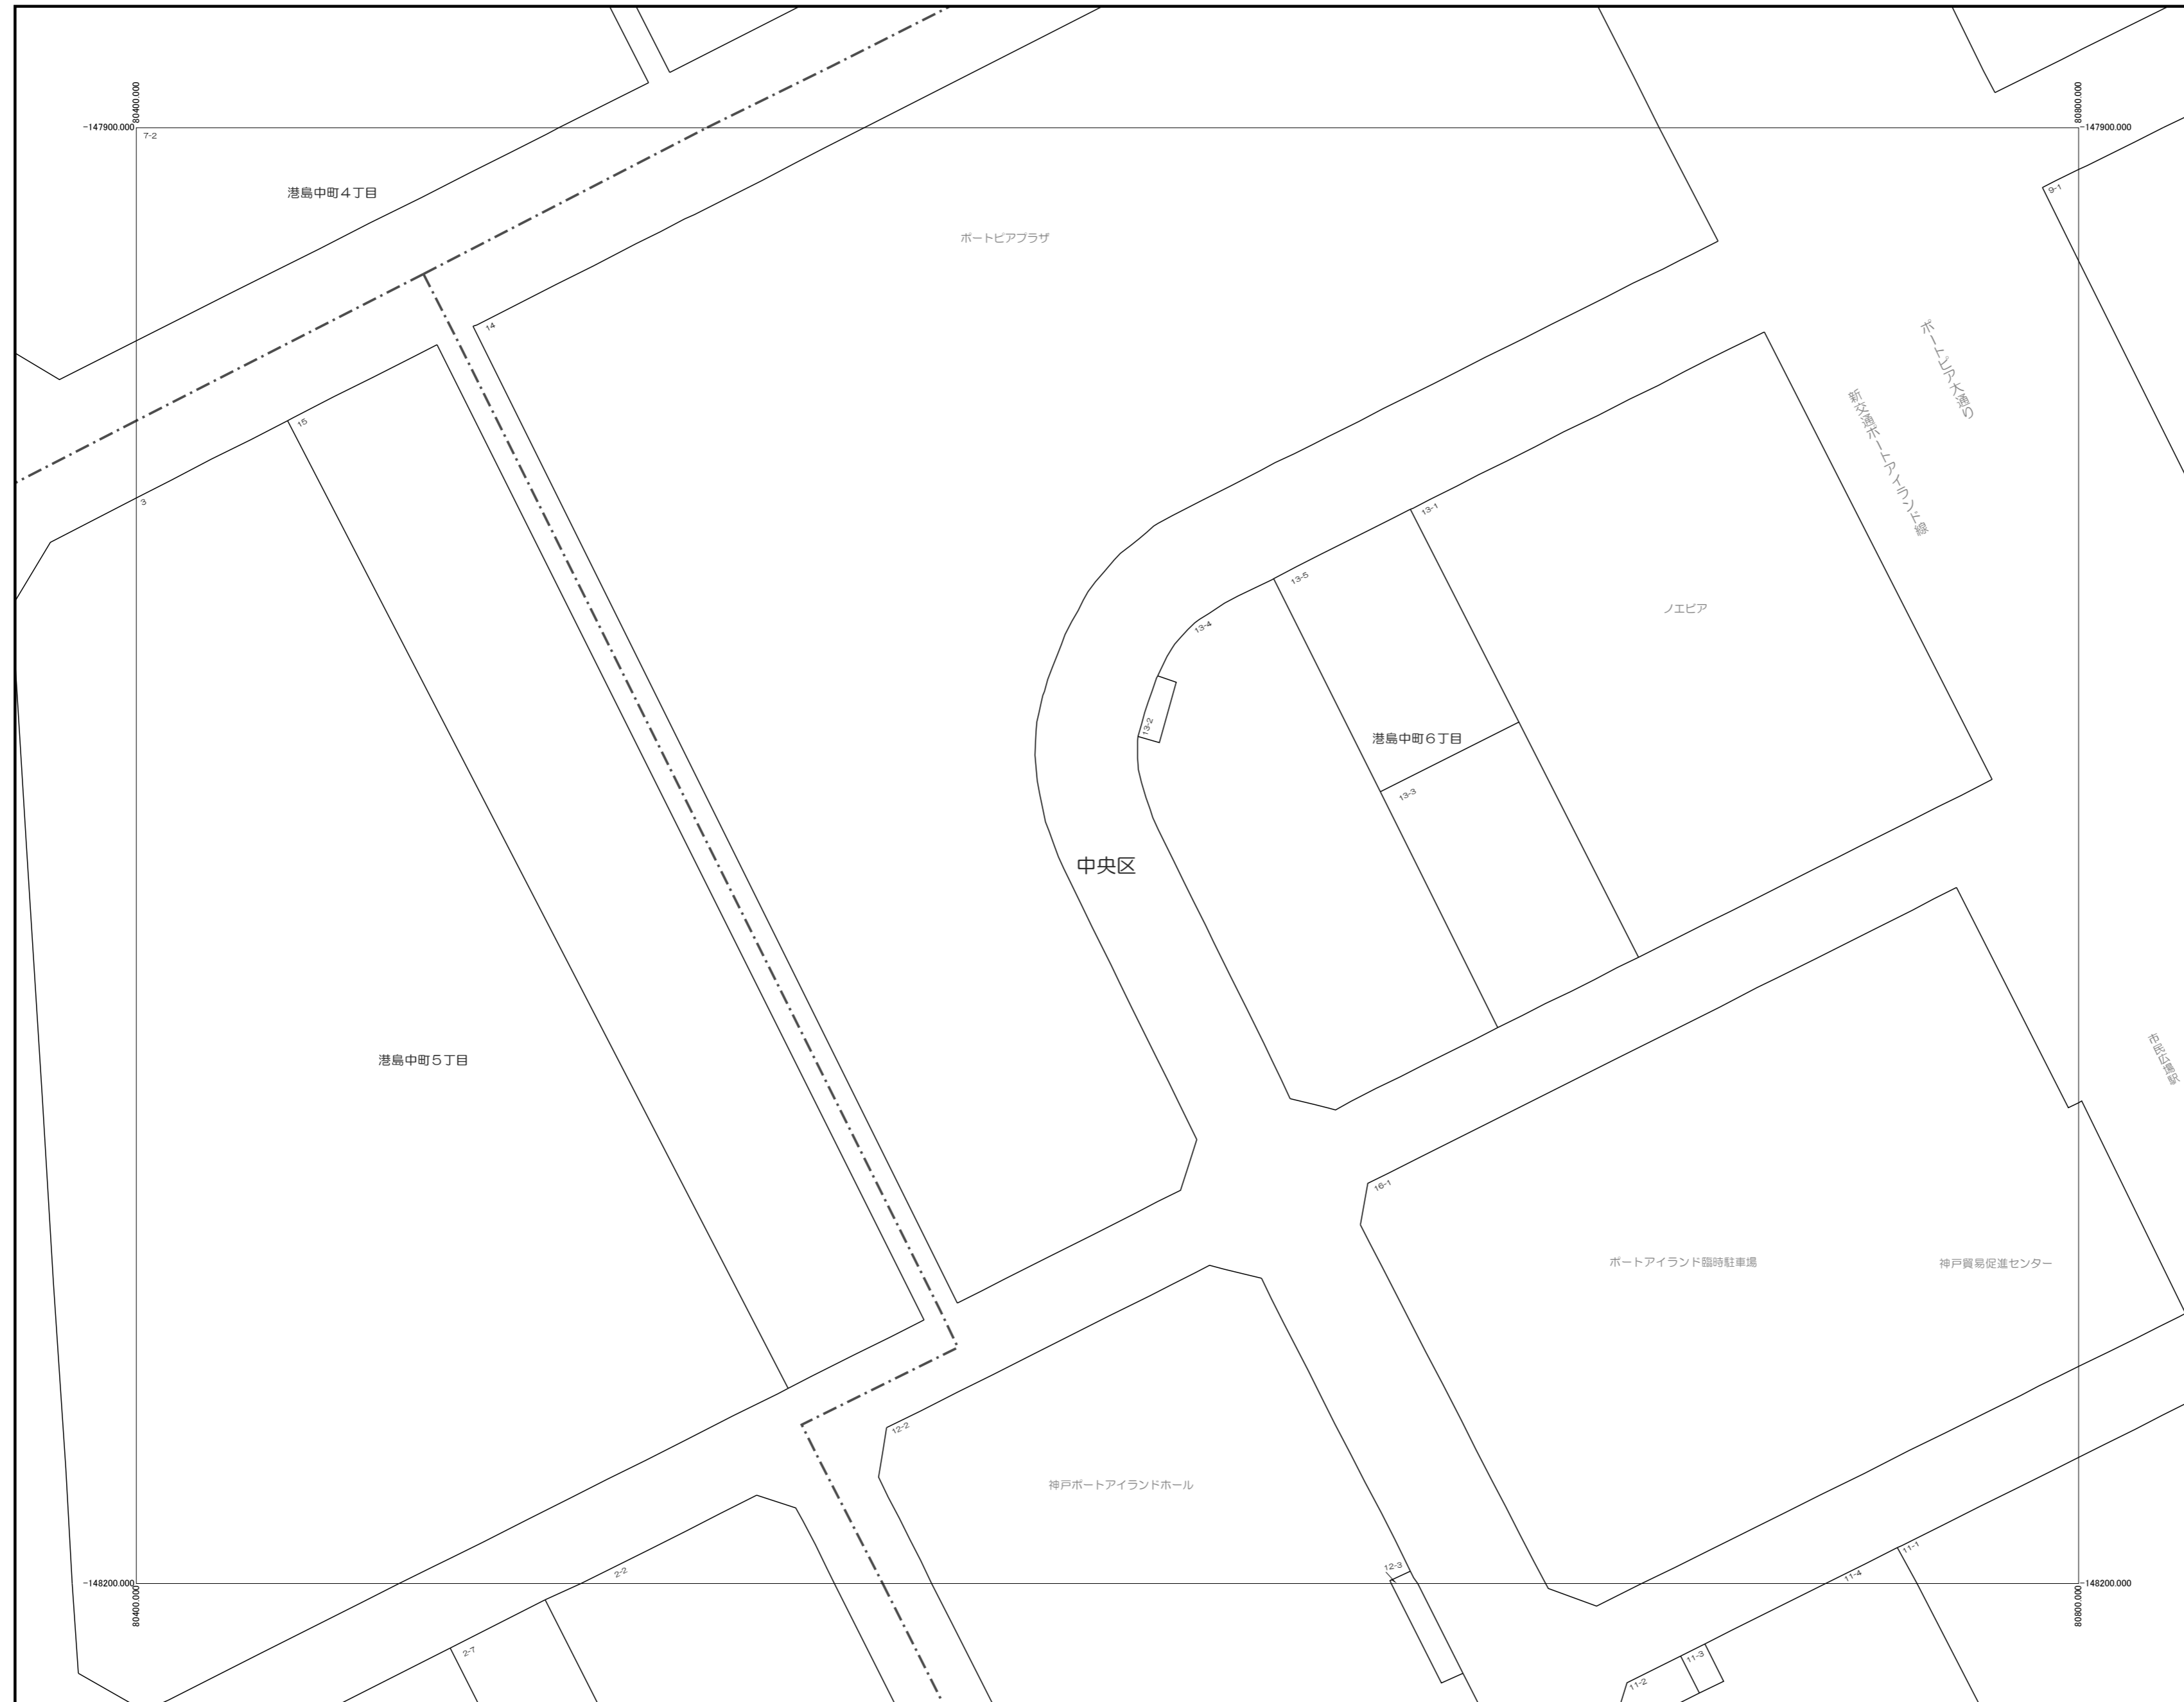 80400.000
80800.000
-147900.000
-147900.000
7-2
港島中町4丁目
9-1
ポートピアプラザ
14
ポートピア大通り
新交通ポートアイランド線
15
3
13-1
13-5
ノエビア
13-4
13-2
港島中町6丁目
13-3
中央区
港島中町5丁目
市民広場駅
16-1
ポートアイランド臨時駐車場
神戸貿易促進センター
12-2
神戸ポートアイランドホール
12-3
11-1
2-2
11-4
-148200.000
-148200.000
80400.000
80800.000
2-7
11-3
11-2